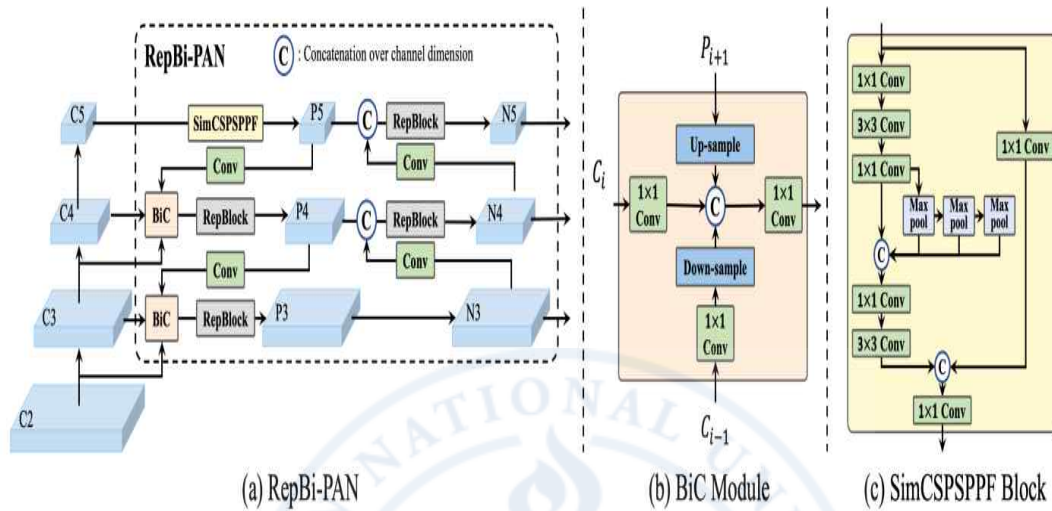 RepBi-PAN
C : Concatenation over channel dimension
C5
SimCSPSPPF
P5
C
RepBlock
N5
Conv
Conv
C4
BiC
RepBlock
P4
C
RepBlock
N4
Conv
Conv
C3
BiC
RepBlock
P3
N3
C2
(a) RepBi-PAN
P_{i+1}
Up-sample
C_i
1×1
Conv
C
1×1
Conv
Down-sample
1×1
Conv
C_{i−1}
(b) BiC Module
1×1 Conv
3×3 Conv
1×1 Conv
1×1 Conv
Max
pool
Max
pool
Max
pool
C
1×1 Conv
3×3 Conv
C
1×1 Conv
(c) SimCSPSPPF Block
NATIONAL UN